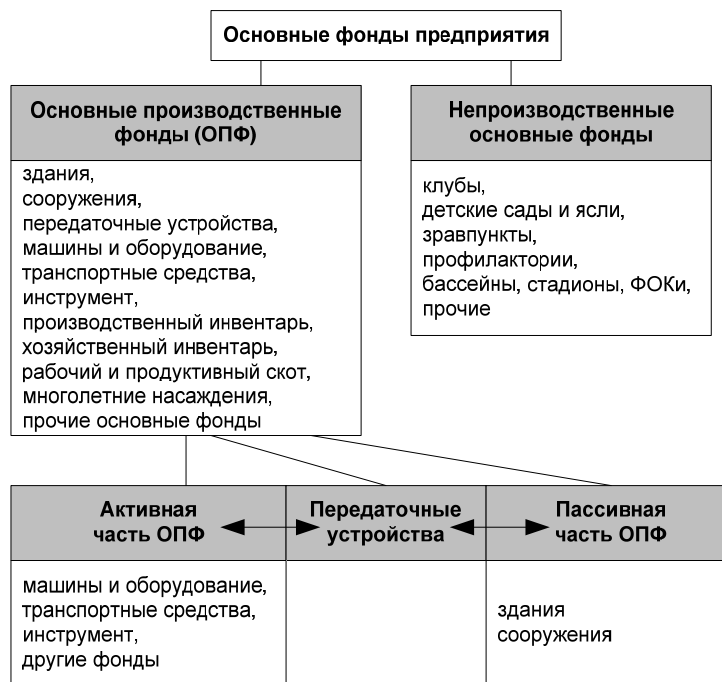 Основные фонды предприятия
Основные производственные
фонды (ОПФ)
здания,
сооружения,
передаточные устройства,
машины и оборудование,
транспортные средства,
инструмент,
производственный инвентарь,
хозяйственный инвентарь,
рабочий и продуктивный скот,
многолетние насаждения,
прочие основные фонды
Непроизводственные
основные фонды
клубы,
детские сады и ясли,
зравпункты,
профилактории,
бассейны, стадионы, ФОКи,
прочие
Активная
часть ОПФ
машины и оборудование,
транспортные средства,
инструмент,
другие фонды
Передаточные
устройства
Пассивная
часть ОПФ
здания
сооружения